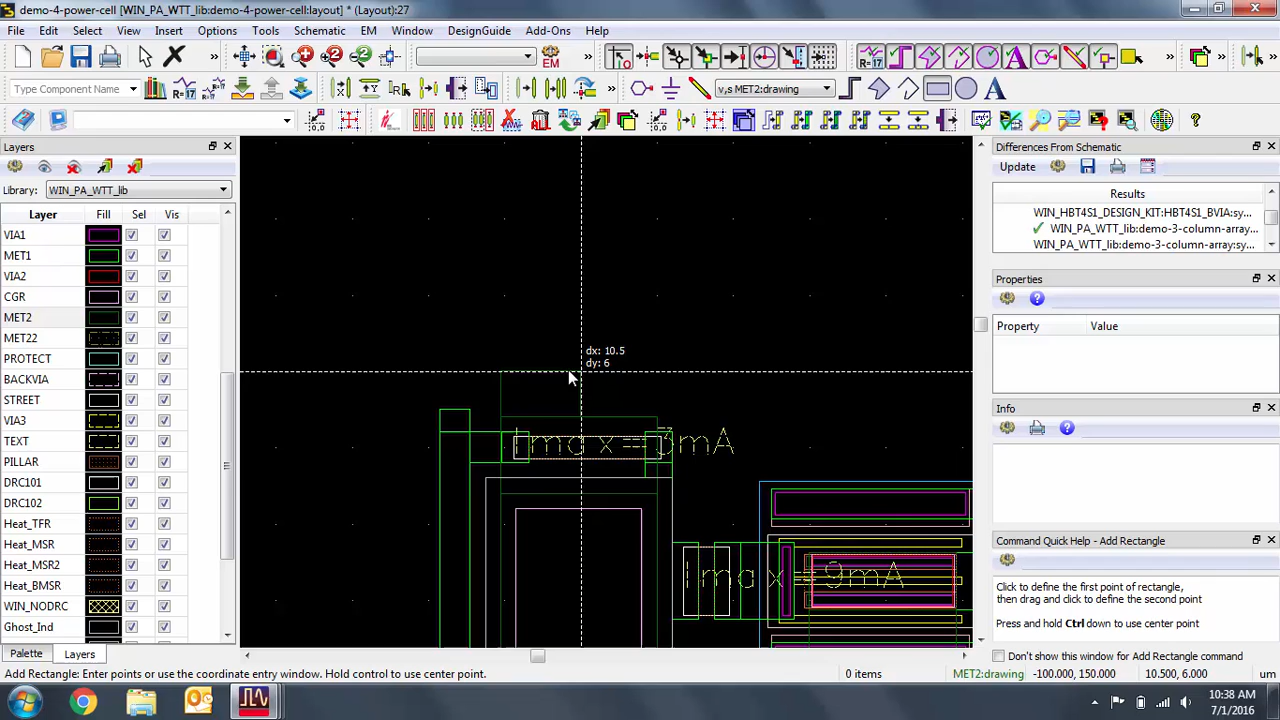 demo-4-power-cell [WIN_PA_WTT_lib:demo-4-power-cell:layout] * (Layout):27
File Edit Select View Insert Options Tools Schematic EM Window DesignGuide Add-Ons Help
EM
R= 17
Type Component Name
v,s MET2:drawing
Layers
Differences From Schematic
Library: WIN_PA_WTT_lib
Update
Layer Fill Sel Vis
Results
VIA1
MET1
VIA2
CGR
MET2
MET22
PROTECT
BACKVIA
STREET
VIA3
TEXT
PILLAR
DRC101
DRC102
Heat_TFR
Heat_MSR
Heat_MSR2
Heat_BMSR
WIN_NODRC
Ghost_Ind
Palette Layers
dx: 10.5
dy: 6
Imax = 3mA
Imax = 9mA
WIN_HBT4S1_DESIGN_KIT:HBT4S1_BVIA:sy...
WIN_PA_WTT_lib:demo-3-column-array:...
WIN_PA_WTT_lib:demo-3-column-array:sy...
Properties
Property Value
Info
Command Quick Help - Add Rectangle
Click to define the first point of rectangle,
then drag and click to define the second point
Press and hold Ctrl down to use center point
Don't show this window for Add Rectangle command
Add Rectangle: Enter points or use the coordinate entry window. Hold control to use center point.
0 items MET2:drawing -100.000, 150.000 10.500, 6.000 um
10:38 AM
7/1/2016